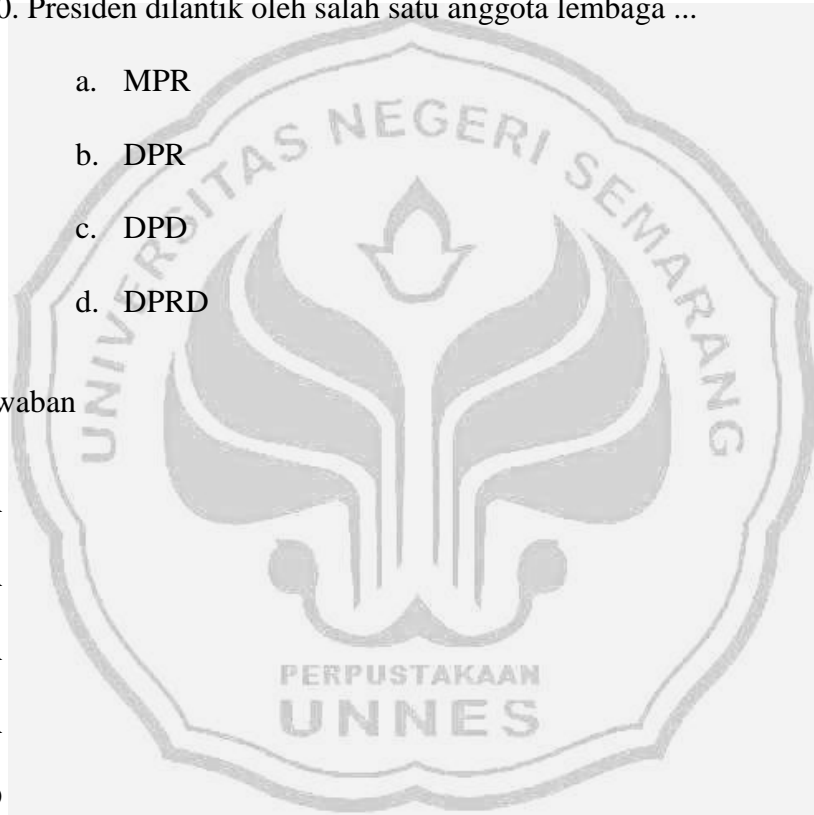 0. Presiden dilantik oleh salah satu anggota lembaga ...
a. MPR
b. DPR
c. DPD
d. DPRD
waban
UNIVERSITAS NEGERI SEMARANG
PERPUSTAKAAN
UNNES